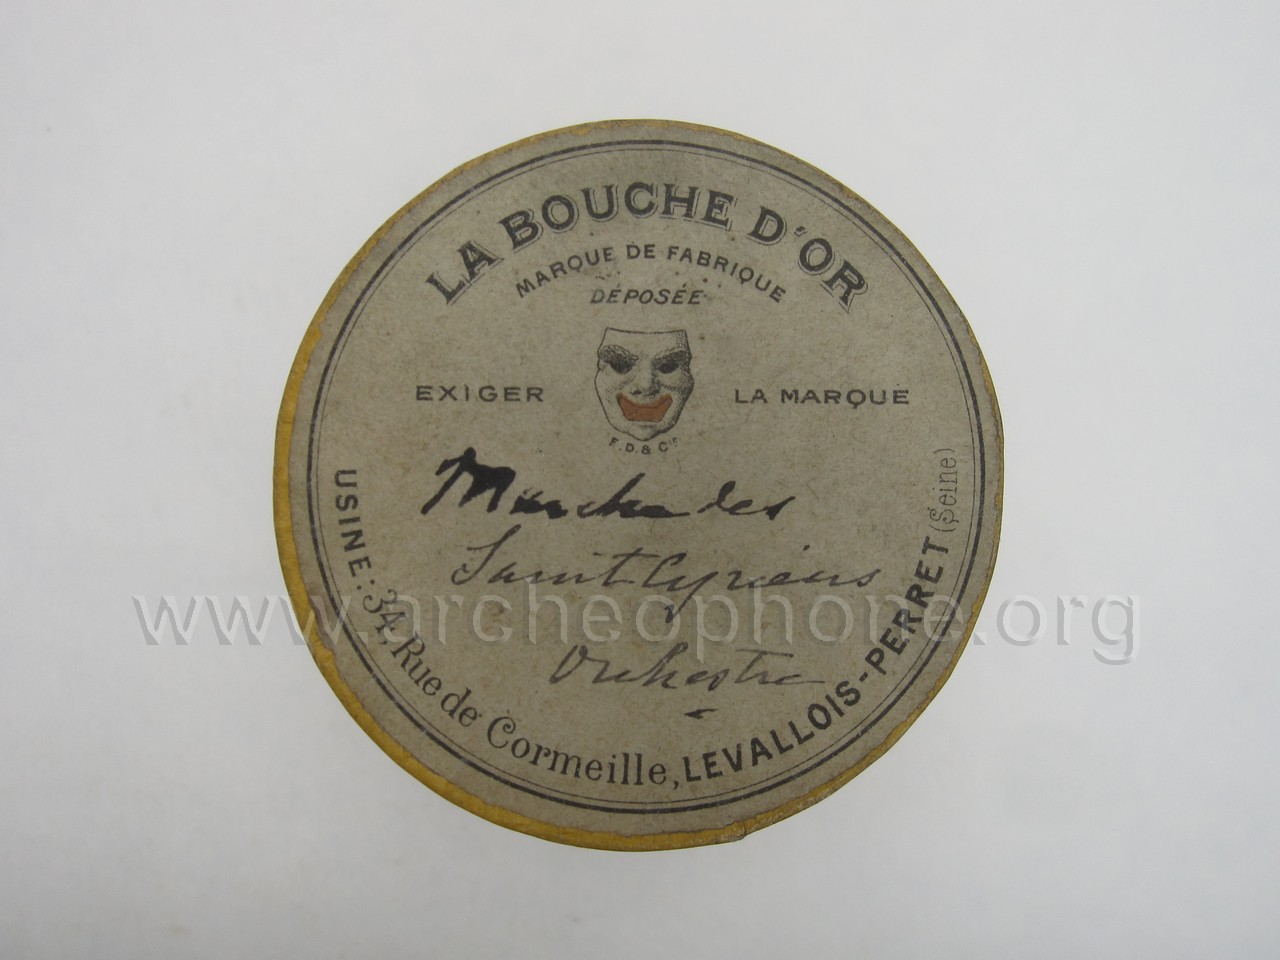 LA BOUCHE D'OR
MARQUE DE FABRIQUE
DÉPOSÉE
EXIGER LA MARQUE
F. D. & Cie
Marche des
Saint Cyriens
Orchestre
USINE: 34, Rue de Cormeille, LEVALLOIS-PERRET (Seine)
www.archeophone.org